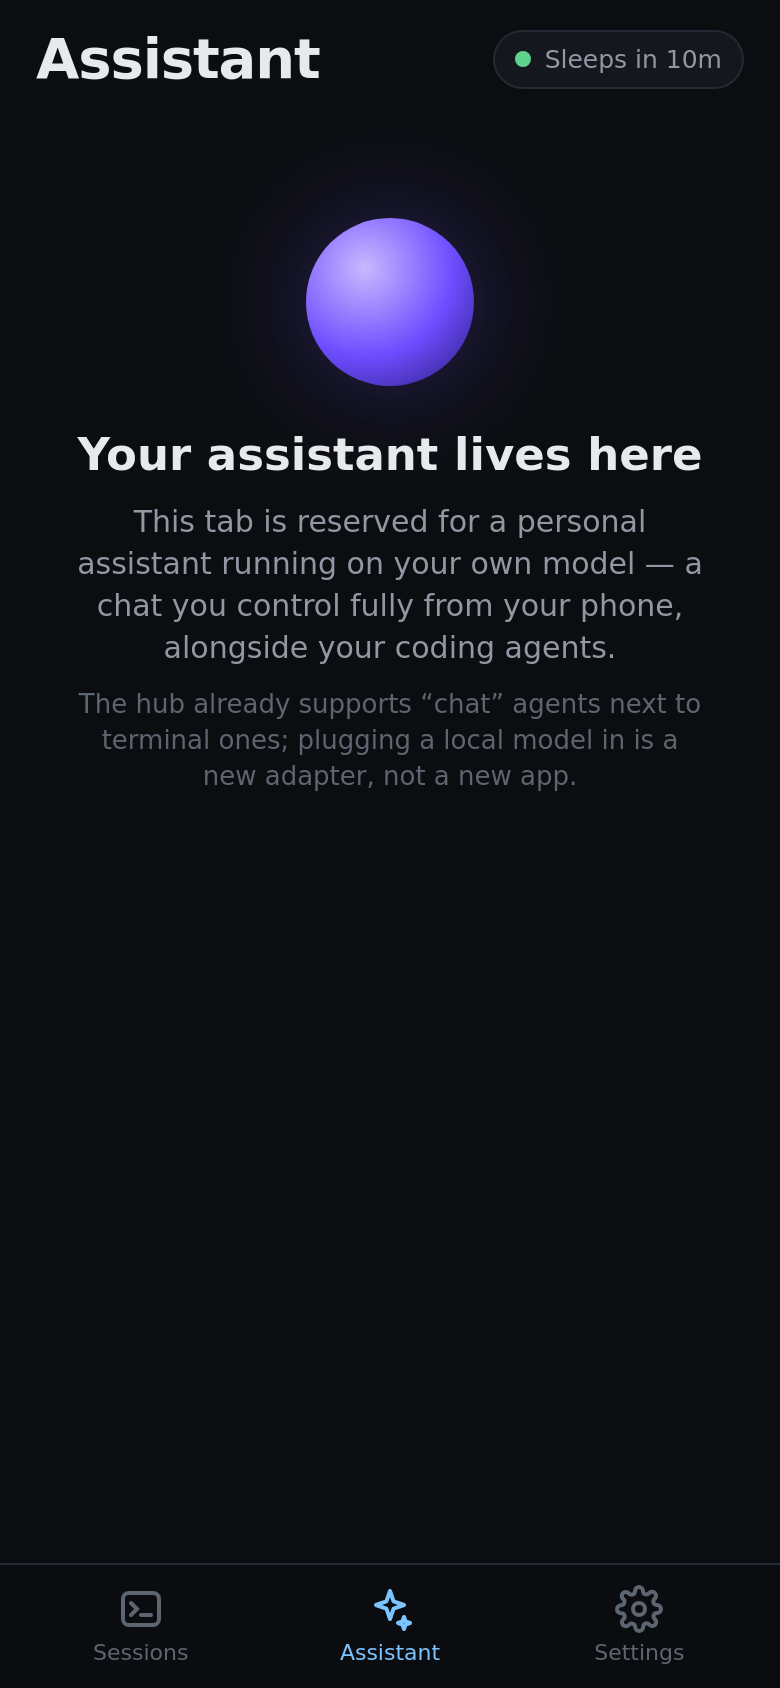 Assistant
Sleeps in 10m
Your assistant lives here
This tab is reserved for a personal
assistant running on your own model — a
chat you control fully from your phone,
alongside your coding agents.
The hub already supports “chat” agents next to
terminal ones; plugging a local model in is a
new adapter, not a new app.
Sessions
Assistant
Settings